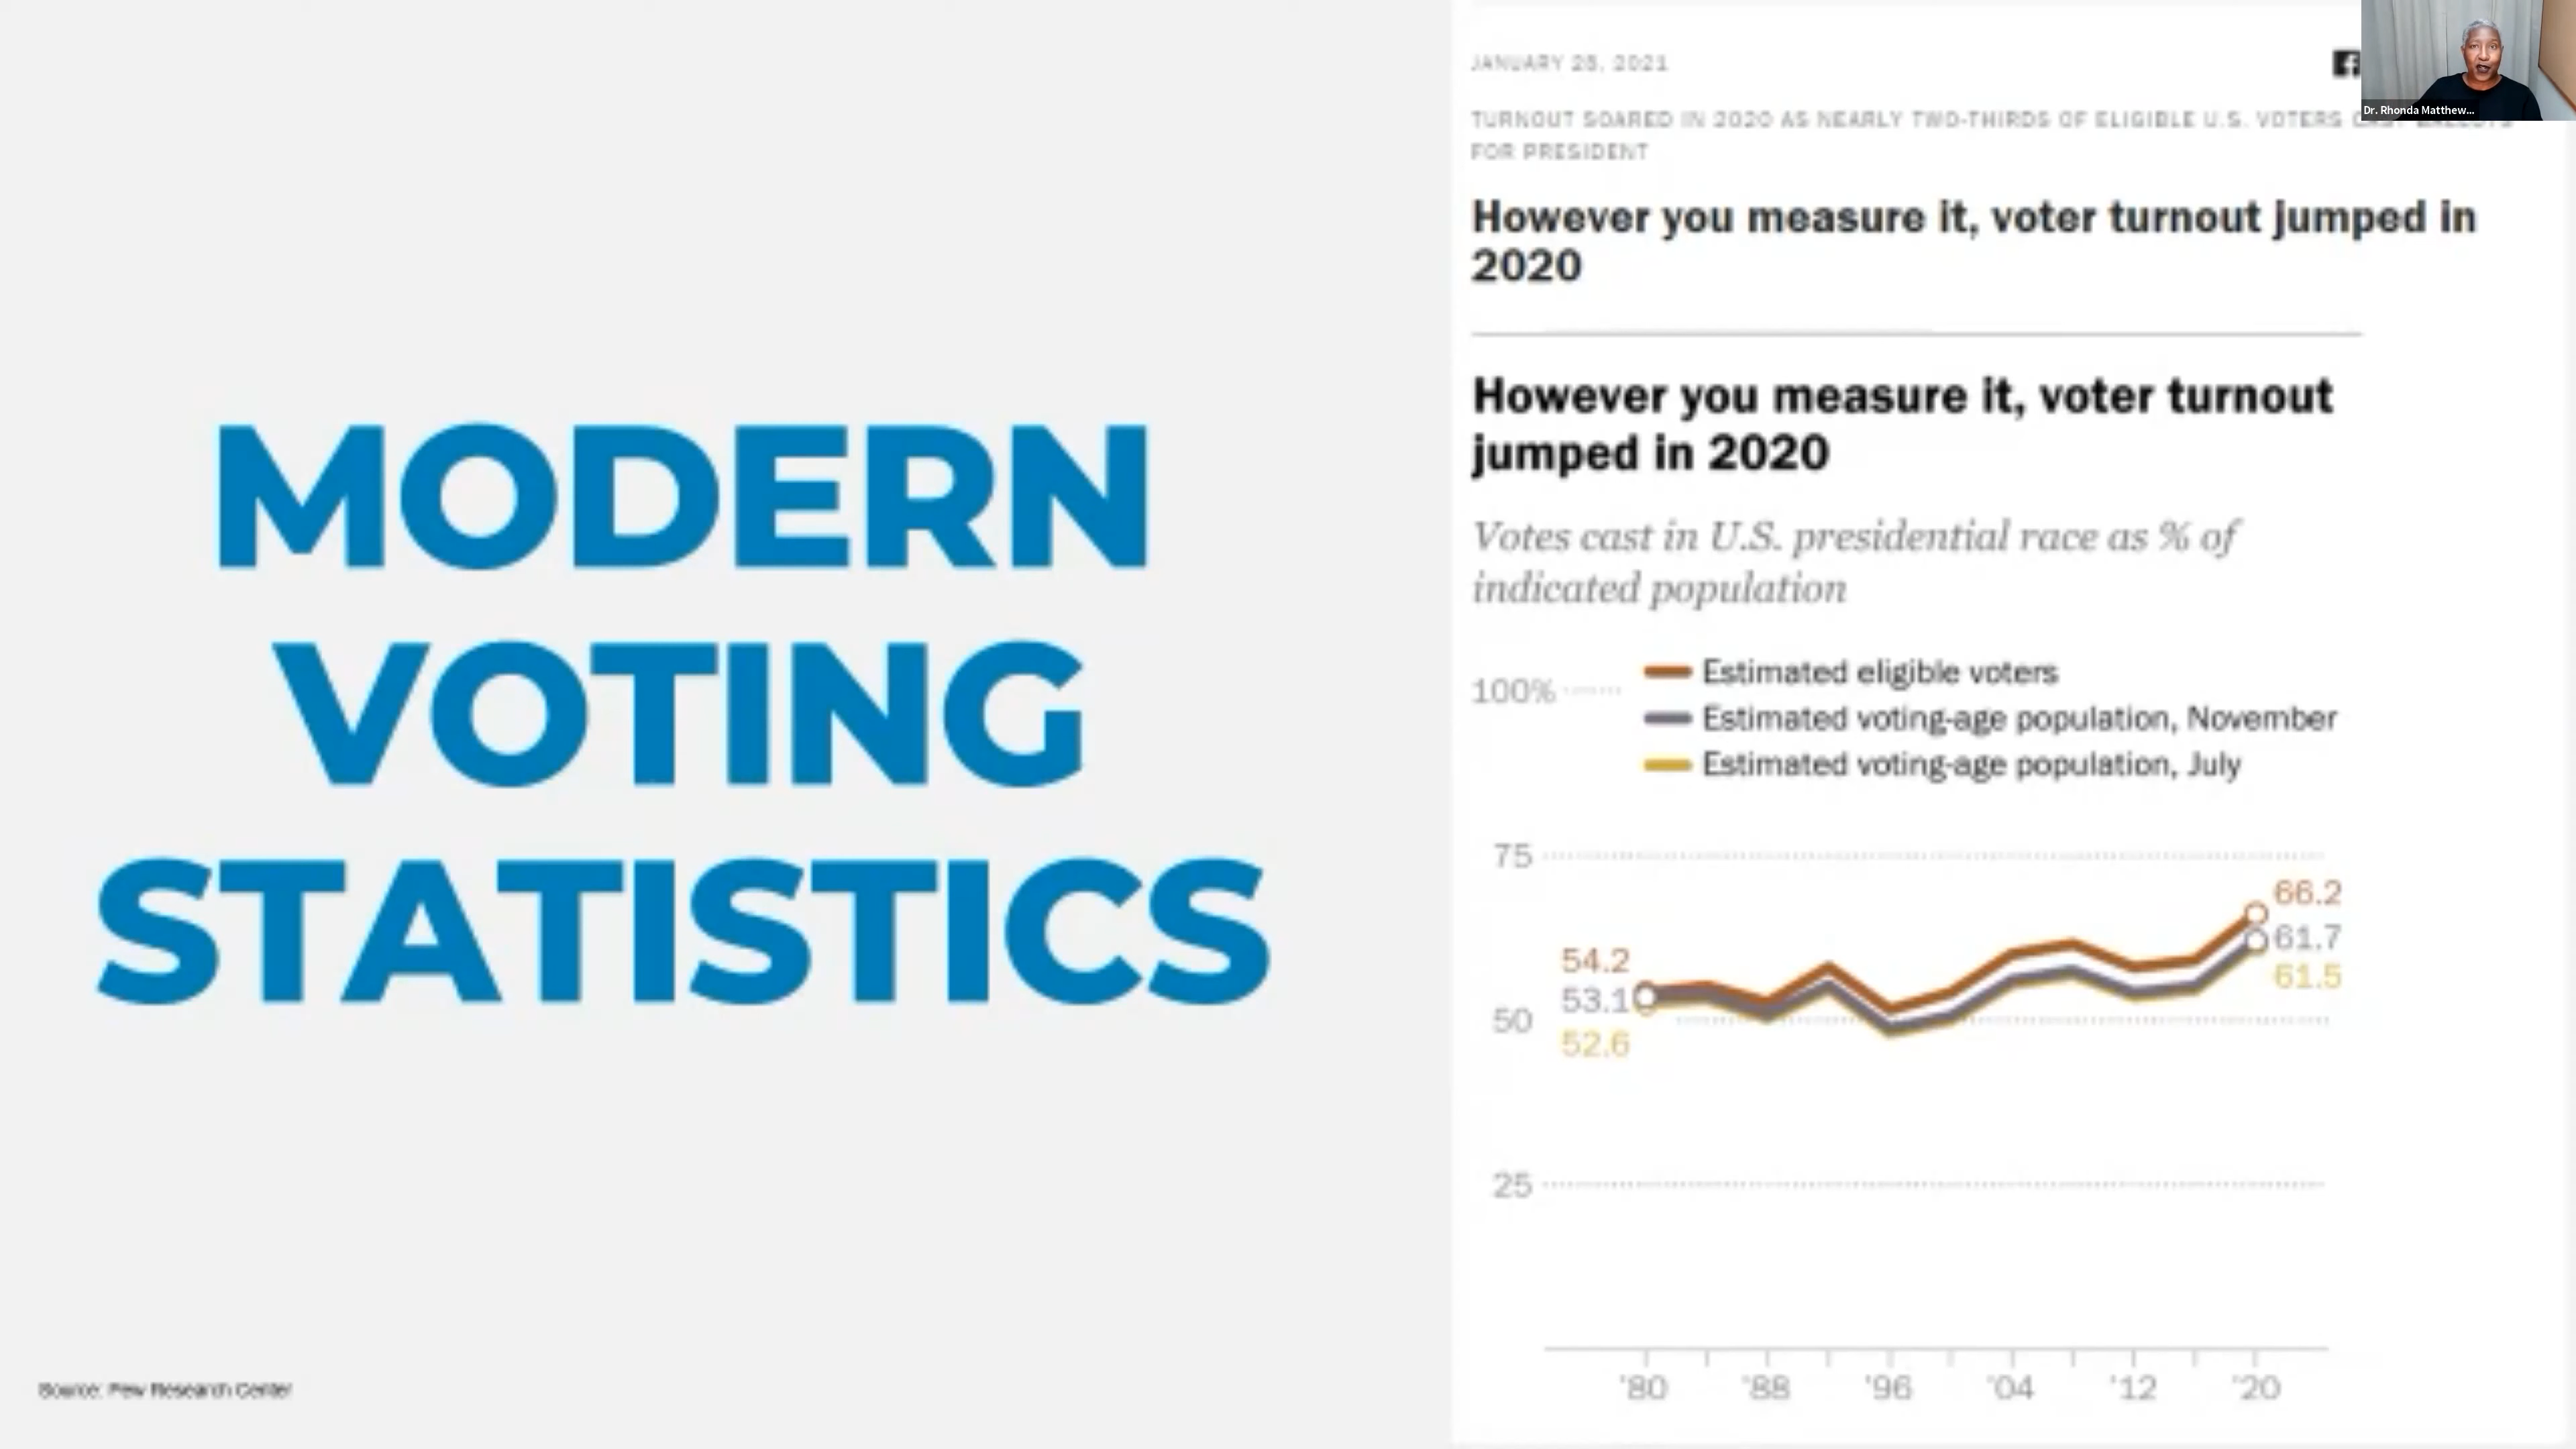 MODERN
VOTING
STATISTICS
Source: Pew Research Center
JANUARY 28, 2021
Dr. Rhonda Matthew...
TURNOUT SOARED IN 2020 AS NEARLY TWO-THIRDS OF ELIGIBLE U.S. VOTERS
FOR PRESIDENT
However you measure it, voter turnout jumped in
2020
However you measure it, voter turnout
jumped in 2020
Votes cast in U.S. presidential race as % of
indicated population
100%
Estimated eligible voters
Estimated voting-age population, November
Estimated voting-age population, July
75
66.2
61.7
61.5
54.2
53.1
52.6
50
25
'80 '88 '96 '04 '12 '20